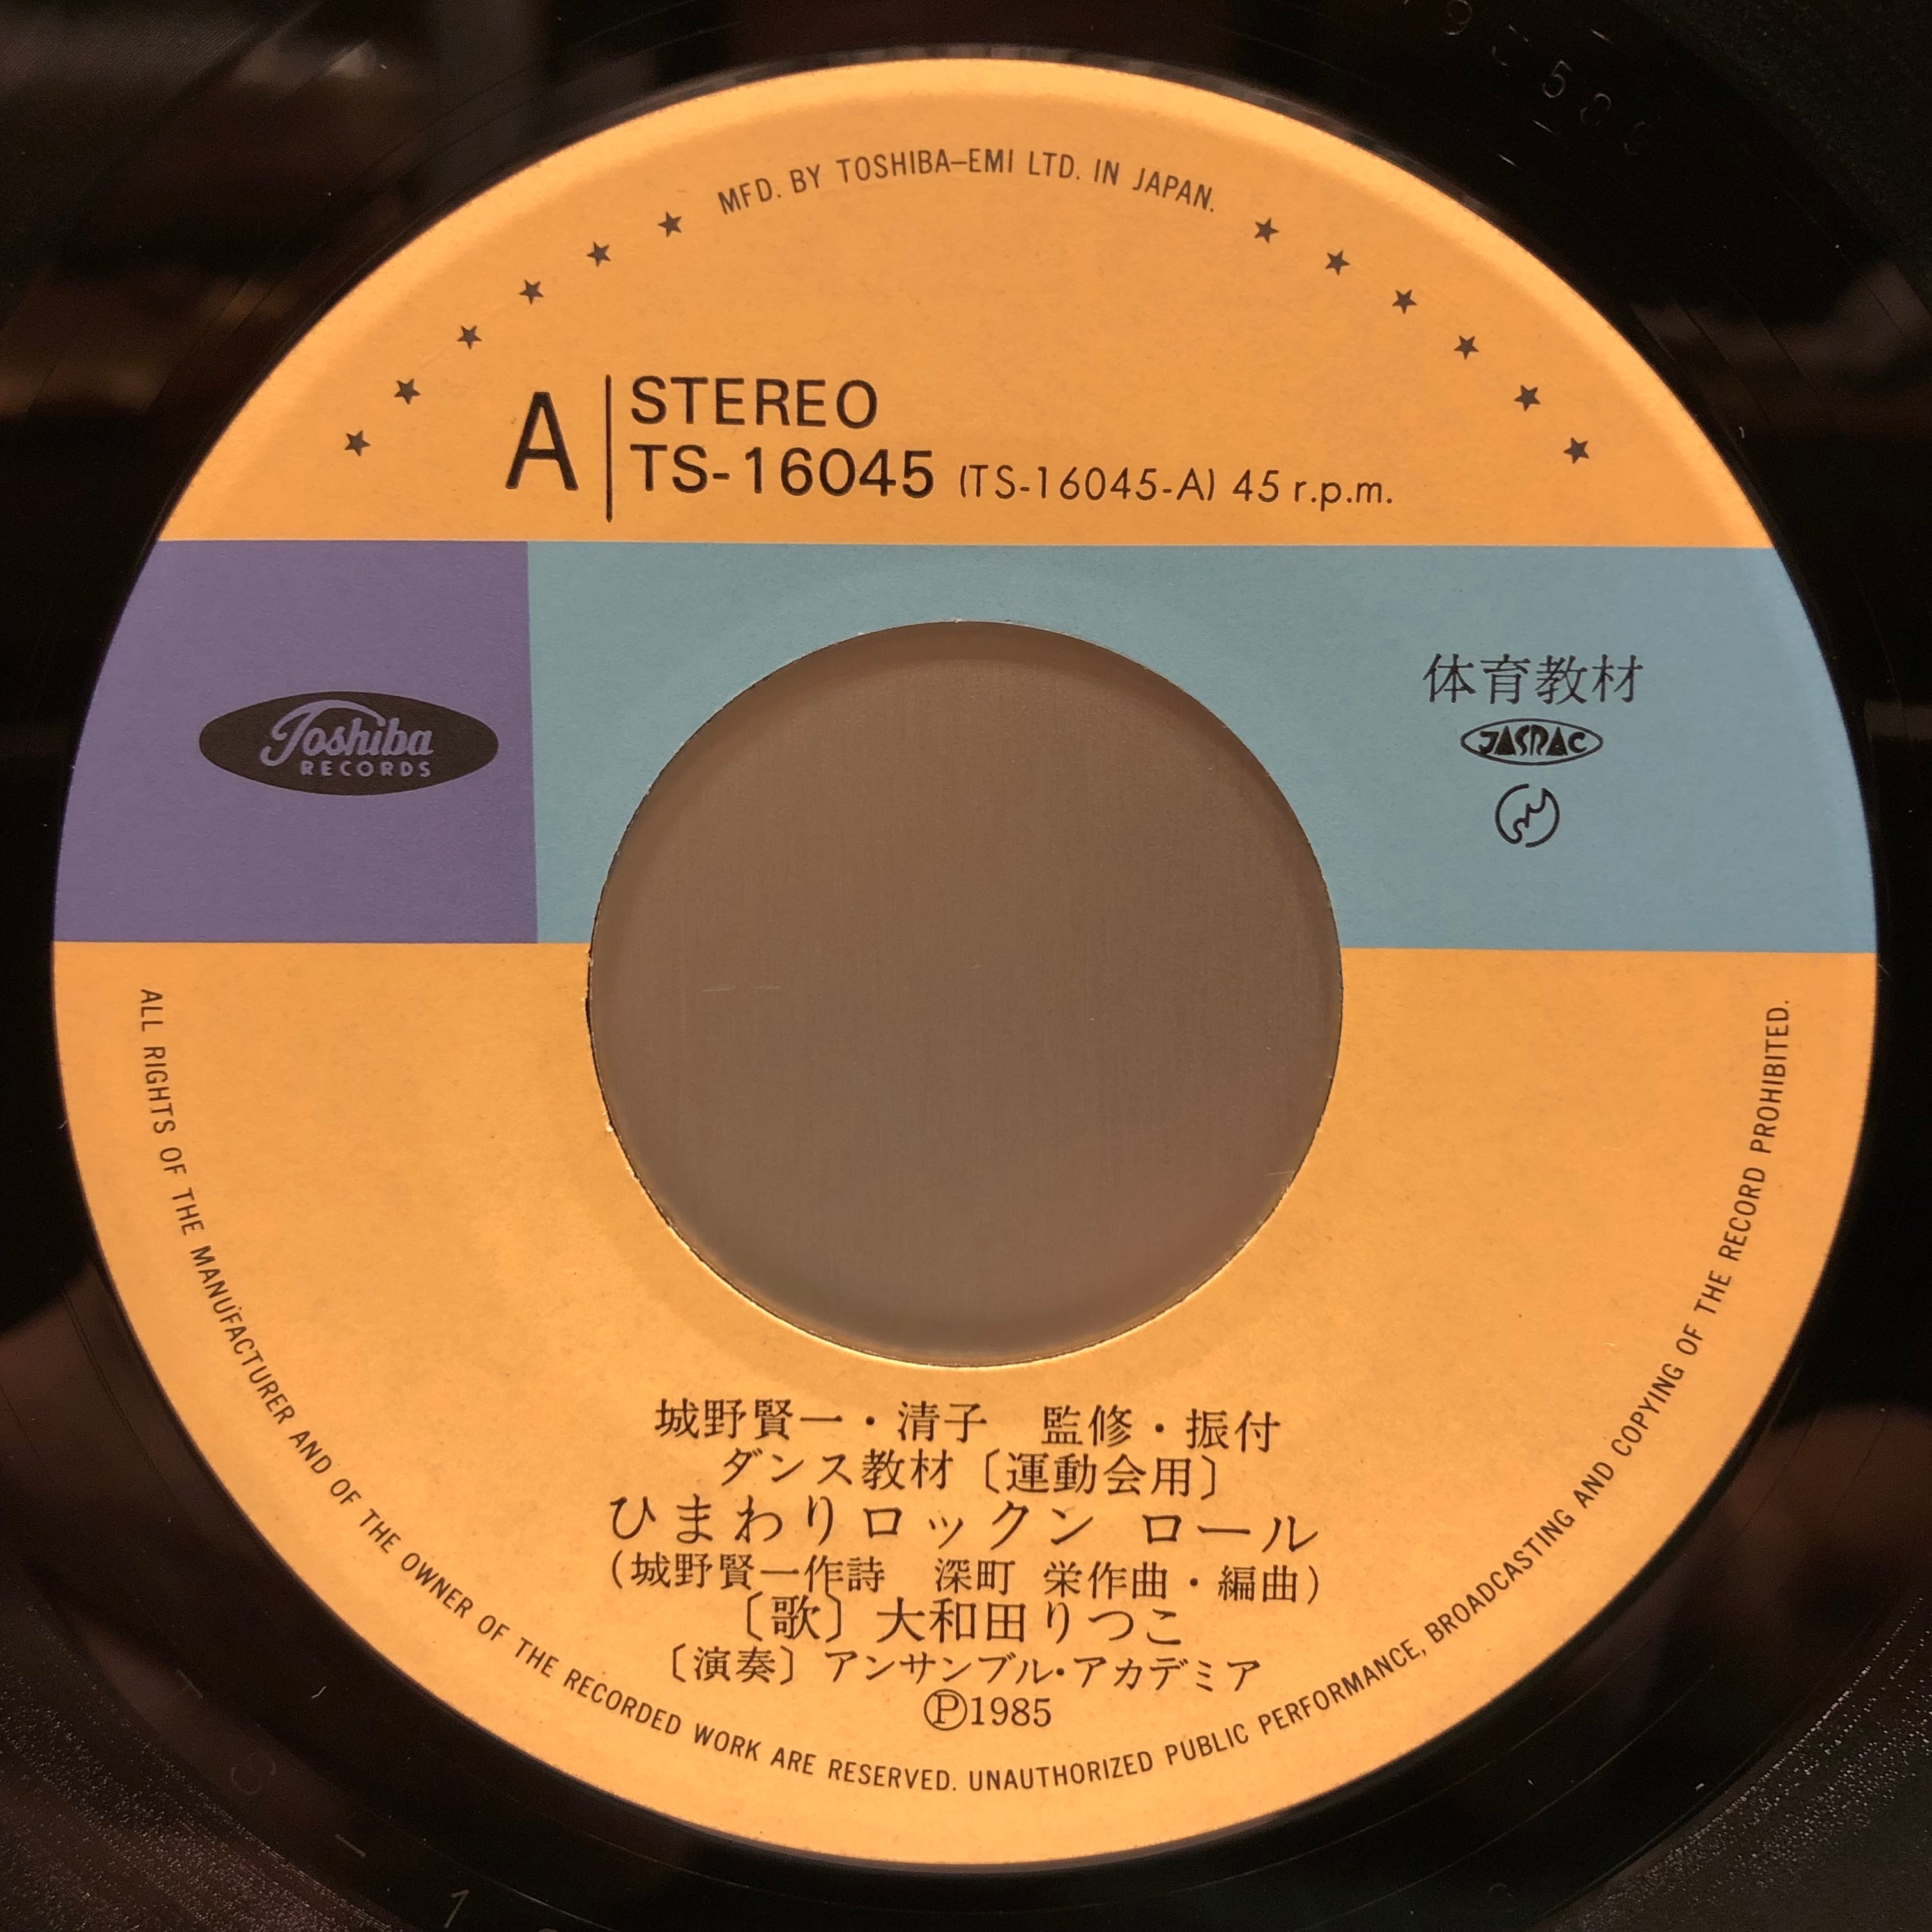 MFD. BY TOSHIBA–EMI LTD. IN JAPAN.
A
STEREO
TS-16045 (TS-16045-A) 45 r.p.m.
Toshiba
RECORDS
体育教材
JASRAC
城野賢一・清子　監修・振付
ダンス教材〔運動会用〕
ひまわりロックン ロール
(城野賢一作詩　深町 栄作曲・編曲)
〔歌〕大和田りつこ
〔演奏〕アンサンブル・アカデミア
Ⓟ1985
ALL RIGHTS OF THE MANUFACTURER AND OF THE OWNER OF THE RECORDED WORK ARE RESERVED. UNAUTHORIZED PUBLIC PERFORMANCE, BROADCASTING AND COPYING OF THE RECORD PROHIBITED.